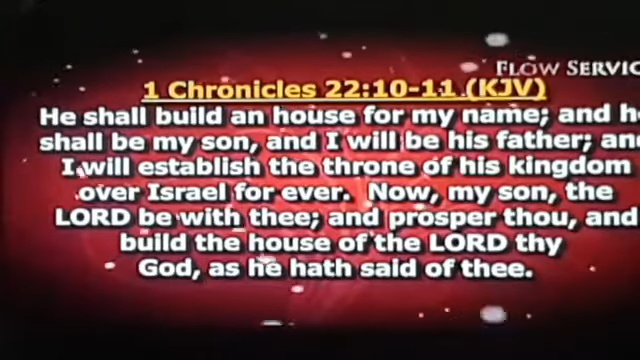 FLOW SERVIC
1 Chronicles 22:10-11 (KJV)
He shall build an house for my name; and h
shall be my son, and I will be his father; and
I will establish the throne of his kingdom
over Israel for ever. Now, my son, the
LORD be with thee; and prosper thou, and
build the house of the LORD thy
God, as he hath said of thee.